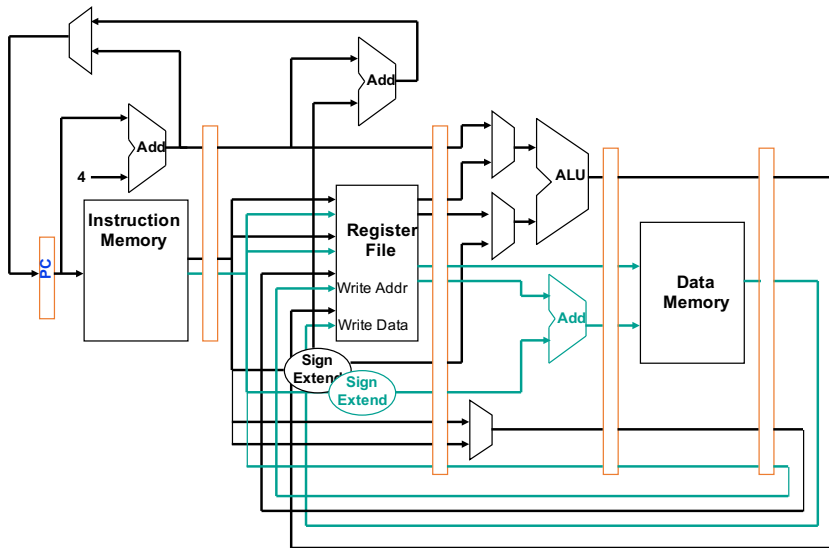 Add
Add
4
ALU
Instruction
Memory
Register
File
PC
Data
Memory
Write Addr
Add
Write Data
Sign
Extend
Sign
Extend